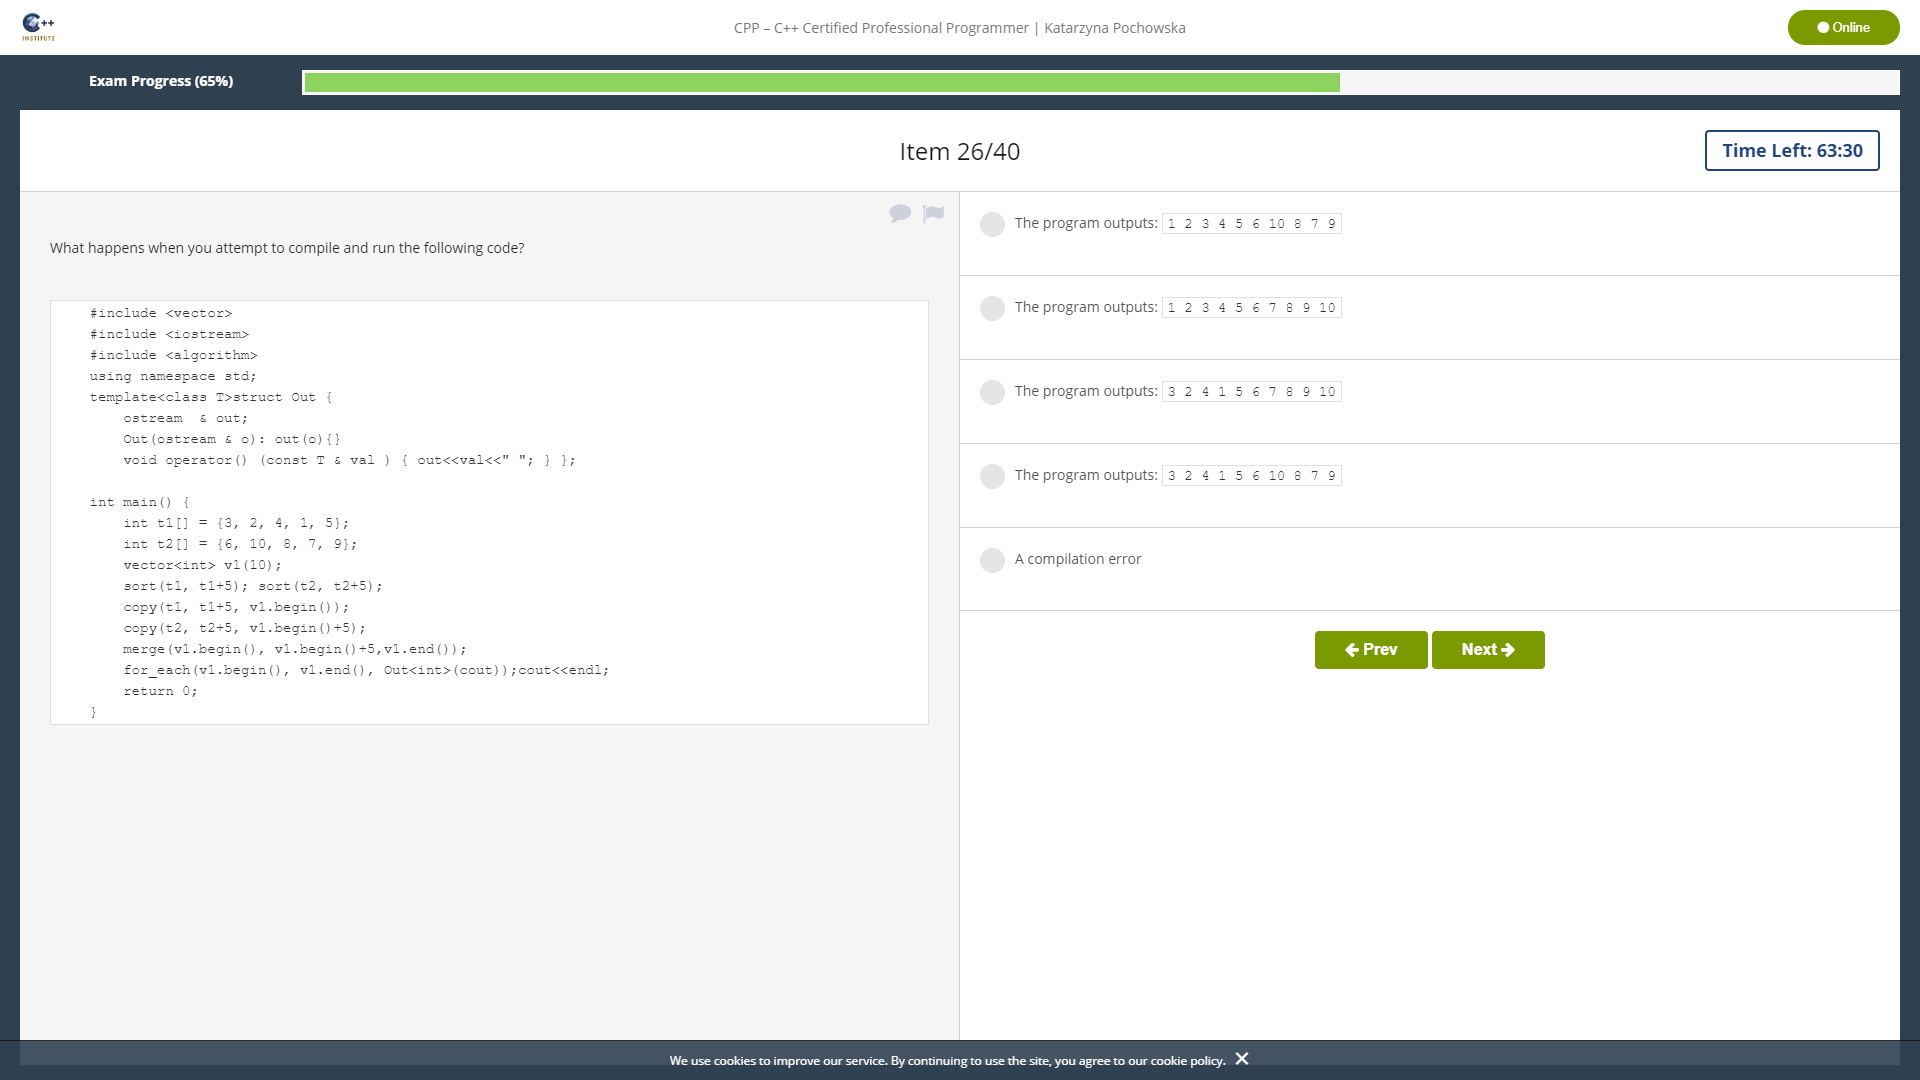 C++
INSTITUTE
CPP – C++ Certified Professional Programmer | Katarzyna Pochowska
Online
Exam Progress (65%)
Item 26/40
Time Left: 63:30
What happens when you attempt to compile and run the following code?
#include <vector>
#include <iostream>
#include <algorithm>
using namespace std;
template<class T>struct Out {
    ostream  & out;
    Out(ostream & o): out(o){}
    void operator() (const T & val ) { out<<val<<" "; } };

int main() {
    int t1[] = {3, 2, 4, 1, 5};
    int t2[] = {6, 10, 8, 7, 9};
    vector<int> v1(10);
    sort(t1, t1+5); sort(t2, t2+5);
    copy(t1, t1+5, v1.begin());
    copy(t2, t2+5, v1.begin()+5);
    merge(v1.begin(), v1.begin()+5,v1.end());
    for_each(v1.begin(), v1.end(), Out<int>(cout));cout<<endl;
    return 0;
}
The program outputs: 1 2 3 4 5 6 10 8 7 9
The program outputs: 1 2 3 4 5 6 7 8 9 10
The program outputs: 3 2 4 1 5 6 7 8 9 10
The program outputs: 3 2 4 1 5 6 10 8 7 9
A compilation error
Prev
Next
We use cookies to improve our service. By continuing to use the site, you agree to our cookie policy.